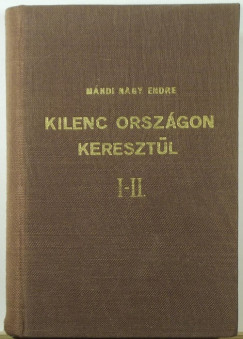 MÁNDI NAGY ENDRE
KILENC ORSZÁGON
KERESZTÜL
I-II.